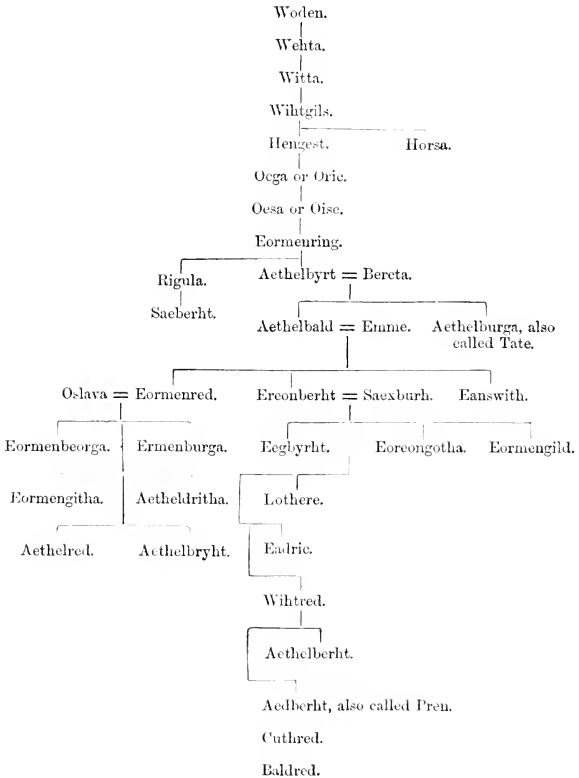 Woden.
Wehta.
Witta.
Wihtgils.
Hengest. Horsa.
Ocga or Oric.
Oesa or Oisc.
Eormenring.
Rigula. Aethelbyrt = Bercta.
Saeberht.
Aethelbald = Emme. Aethelburga, also
called Tate.
Oslava = Eormenred. Erconberht = Saexburh. Eanswith.
Eormenbeorga. Ermenburga. Ecgbyrht. Eorcongotha. Eormengild.
Eormengitha. Aetheldritha. Lothere.
Aethelred. Aethelbryht. Eadric.
Wihtred.
Aethelberht.
Aedberht, also called Pren.
Cuthred.
Baldred.